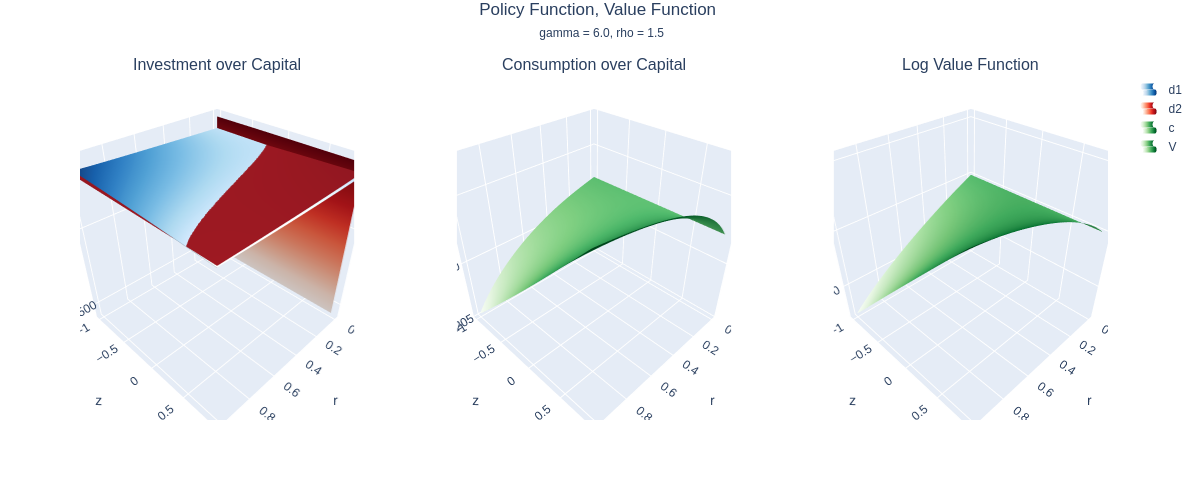 Policy Function, Value Function
gamma = 6.0, rho = 1.5
Investment over Capital
Consumption over Capital
Log Value Function
d1
d2
c
V
−1
−0.5
0
0.5
z
0
0.2
0.4
0.6
0.8
r
−0.5
0
0.5
z
0
0.2
0.4
0.6
0.8
r
−1
−0.5
0
0.5
z
0
0.2
0.4
0.6
0.8
r